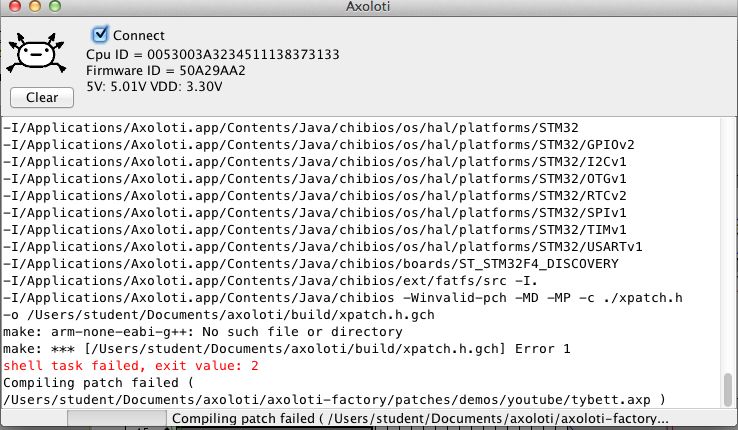 Axoloti
Connect
Cpu ID = 0053003A3234511138373133
Firmware ID = 50A29AA2
5V: 5.01V VDD: 3.30V
Clear
-I/Applications/Axoloti.app/Contents/Java/chibios/os/hal/platforms/STM32
-I/Applications/Axoloti.app/Contents/Java/chibios/os/hal/platforms/STM32/GPIOv2
-I/Applications/Axoloti.app/Contents/Java/chibios/os/hal/platforms/STM32/I2Cv1
-I/Applications/Axoloti.app/Contents/Java/chibios/os/hal/platforms/STM32/OTGv1
-I/Applications/Axoloti.app/Contents/Java/chibios/os/hal/platforms/STM32/RTCv2
-I/Applications/Axoloti.app/Contents/Java/chibios/os/hal/platforms/STM32/SPIv1
-I/Applications/Axoloti.app/Contents/Java/chibios/os/hal/platforms/STM32/TIMv1
-I/Applications/Axoloti.app/Contents/Java/chibios/os/hal/platforms/STM32/USARTv1
-I/Applications/Axoloti.app/Contents/Java/chibios/boards/ST_STM32F4_DISCOVERY
-I/Applications/Axoloti.app/Contents/Java/chibios/ext/fatfs/src -I.
-I/Applications/Axoloti.app/Contents/Java/chibios -Winvalid-pch -MD -MP -c ./xpatch.h
-o /Users/student/Documents/axoloti/build/xpatch.h.gch
make: arm-none-eabi-g++: No such file or directory
make: *** [/Users/student/Documents/axoloti/build/xpatch.h.gch] Error 1
shell task failed, exit value: 2
Compiling patch failed (
/Users/student/Documents/axoloti/axoloti-factory/patches/demos/youtube/tybett.axp )
Compiling patch failed ( /Users/student/Documents/axoloti/axoloti-factory...